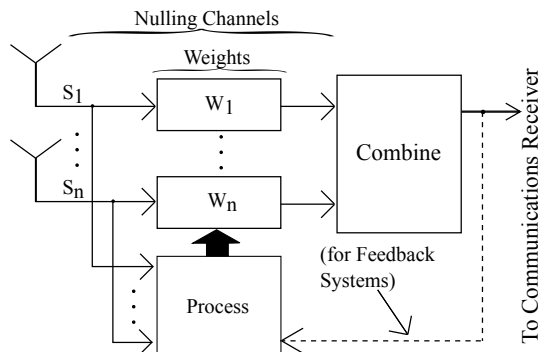 Nulling Channels
Weights
S1
W1
Combine
Sn
Wn
(for Feedback
Systems)
Process
To Communications Receiver